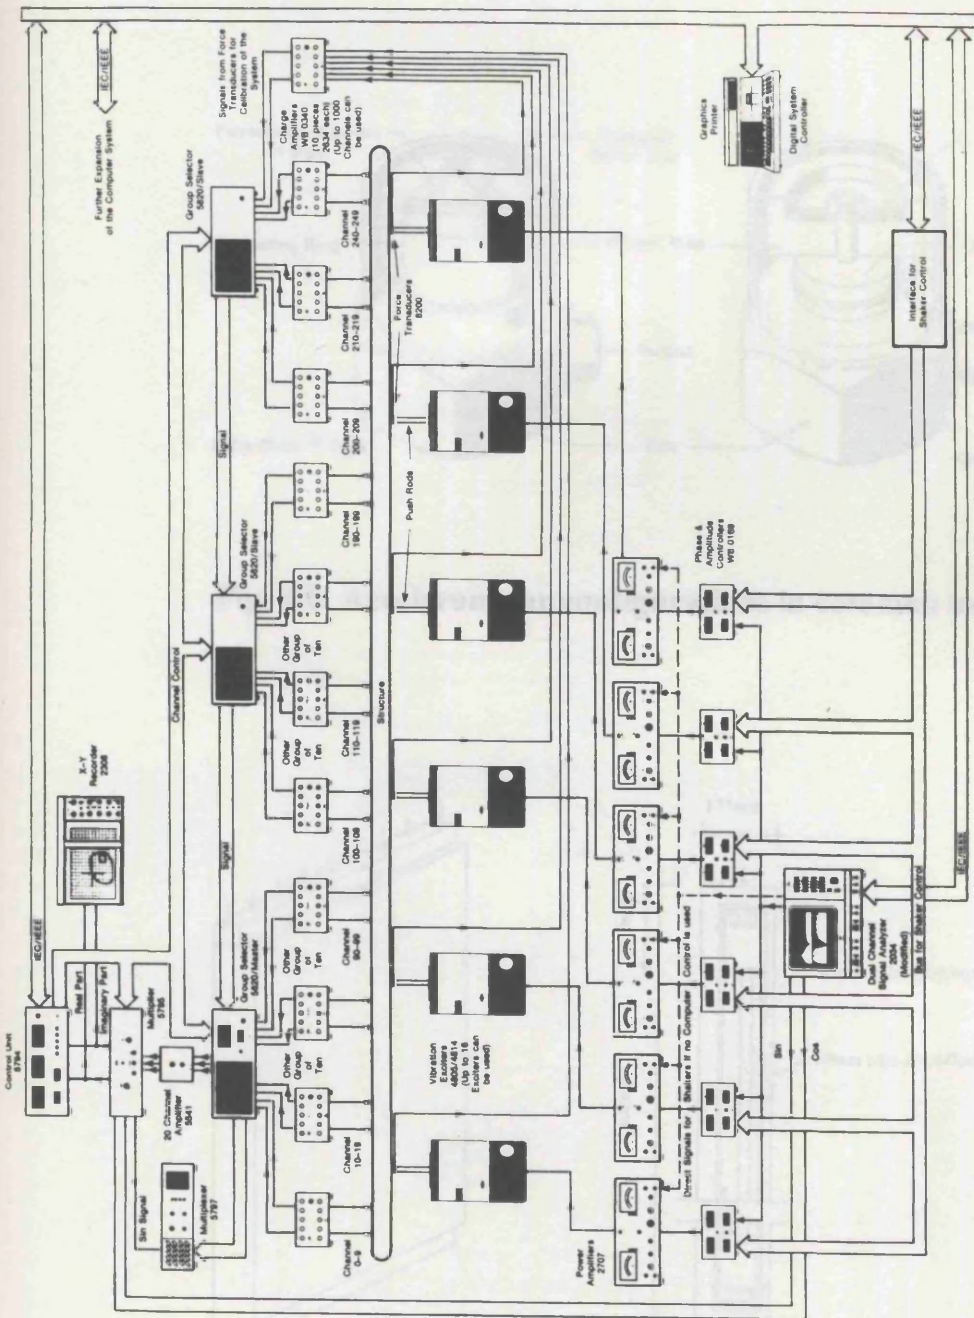 IEC/IEEE
IEC/IEEE
Further Expansion
of the Computer System
Signals from Force
Transducers for
Calibration of the
System
Charge
Amplifiers
WB 0340
(10 pieces
2634 each)
(Up to 1000
Channels can
be used)
Group Selector
5820/Slave
Channel
240–249
Channel
210–219
Channel
200–209
Signal
Channel
190–199
Group Selector
5820/Slave
Other
Group
of
Ten
Other
Group
of
Ten
Channel
110–119
Channel
100–109
Channel Control
Signal
X–Y
Recorder
2308
Other
Group
of
Ten
Channel
90–99
Group Selector
5820/Master
Other
Group
of
Ten
Channel
10–19
Channel
0–9
Control Unit
5794
Real Part
Imaginary Part
Multiplier
5795
20 Channel
Amplifier
5641
Multiplexer
5797
Sin Signal
Structure
Force
Transducers
8200
Push Rods
Vibration
Exciters
4805/4814
(Up to 16
Exciters can
be used)
Power
Amplifiers
2707
Direct Signals for Shakers if no Computer Control is used
Phase &
Amplitude
Controllers
WB 0169
Graphics
Printer
Digital System
Controller
IEC/IEEE
Interface for
Shaker Control
IEC/IEEE
Dual Channel
Signal Analyzer
2034
(Modified)
Bus for Shaker Control
Sin
Cos